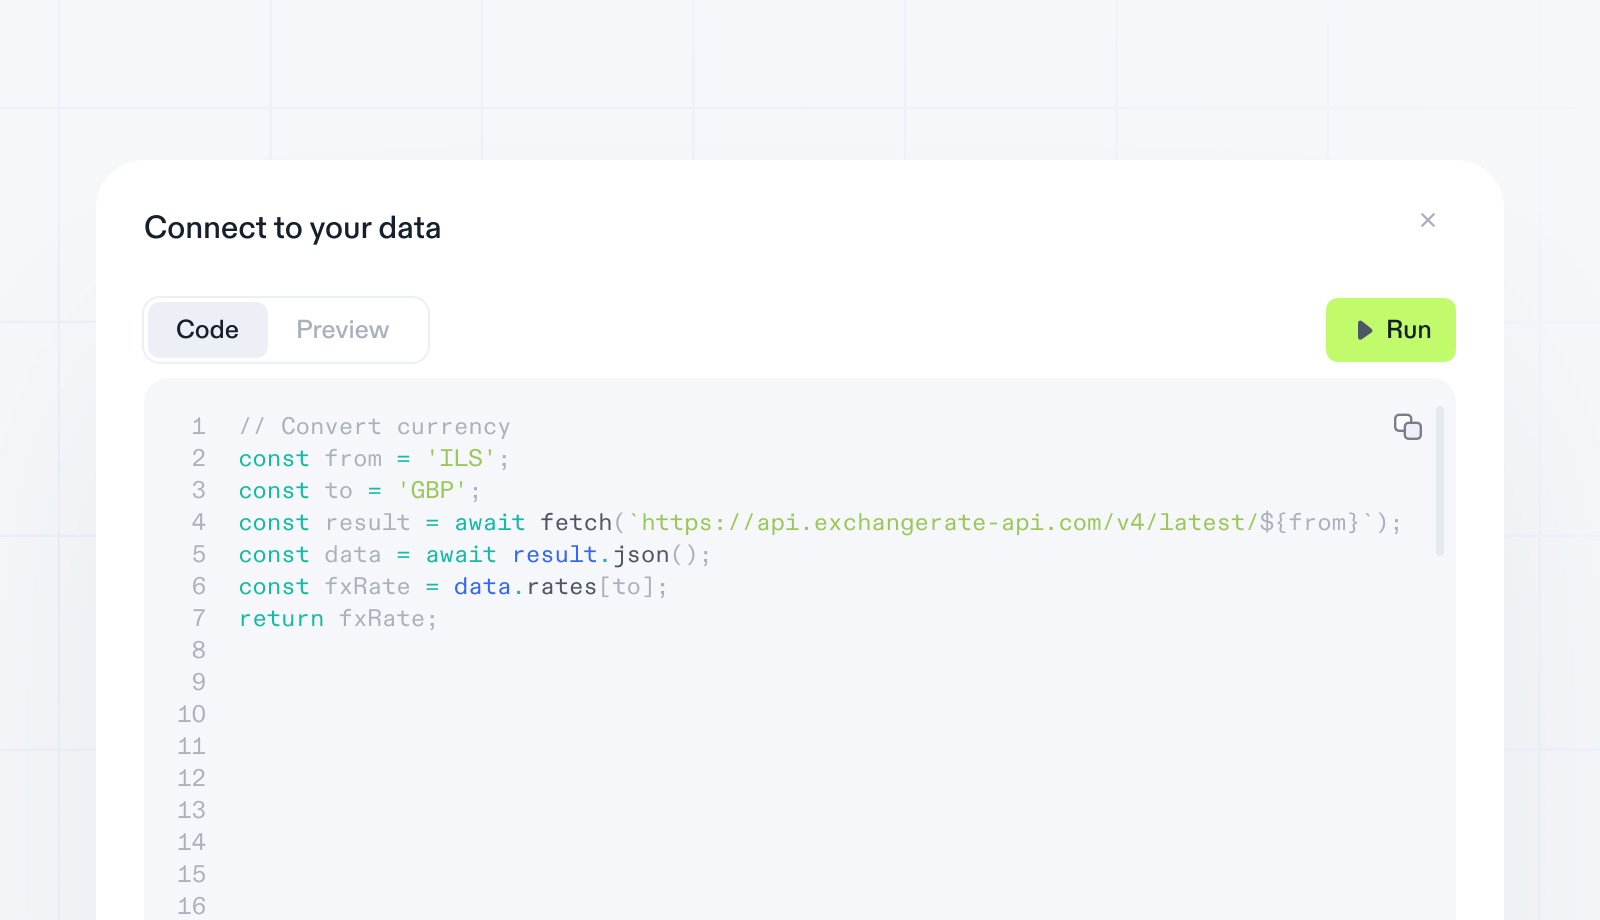 Connect to your data
Code Preview Run
1 // Convert currency
2 const from = 'ILS';
3 const to = 'GBP';
4 const result = await fetch(`https://api.exchangerate-api.com/v4/latest/${from}`);
5 const data = await result.json();
6 const fxRate = data.rates[to];
7 return fxRate;
8
9
10
11
12
13
14
15
16